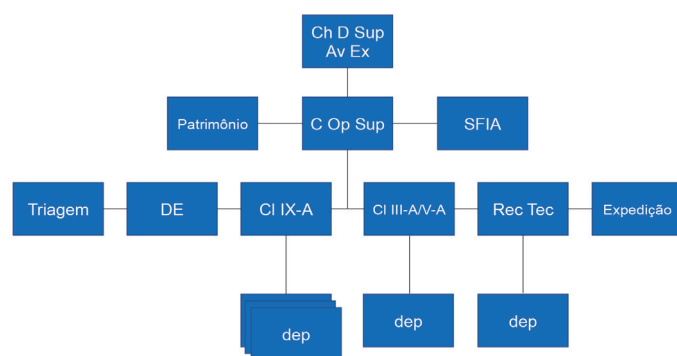 Ch D Sup
Av Ex
Patrimônio
C Op Sup
SFIA
Triagem
DE
Cl IX-A
Cl III-A/V-A
Rec Tec
Expedição
dep
dep
dep